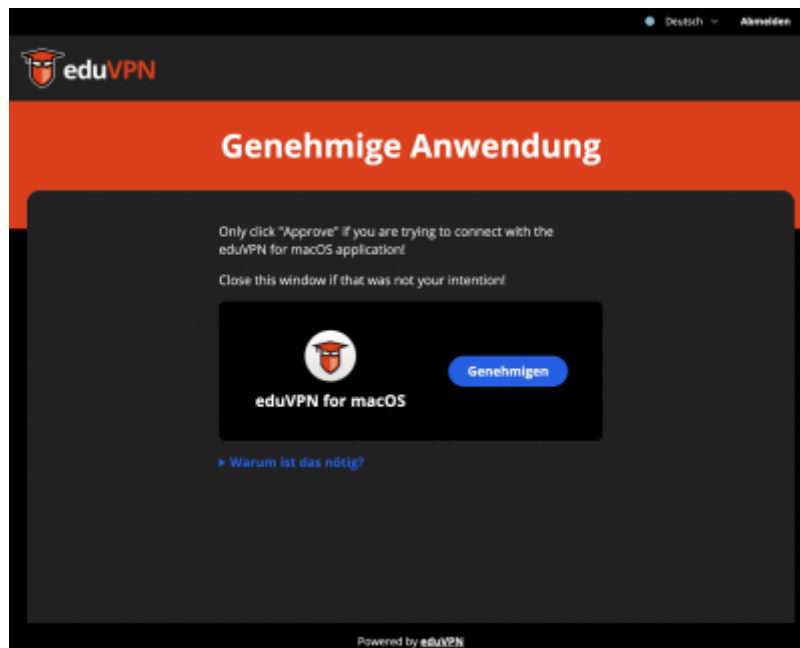 Deutsch
Abmelden
eduVPN
Genehmige Anwendung
Only click "Approve" if you are trying to connect with the
eduVPN for macOS application!
Close this window if that was not your intention!
Genehmigen
eduVPN for macOS
Warum ist das nötig?
Powered by eduVPN